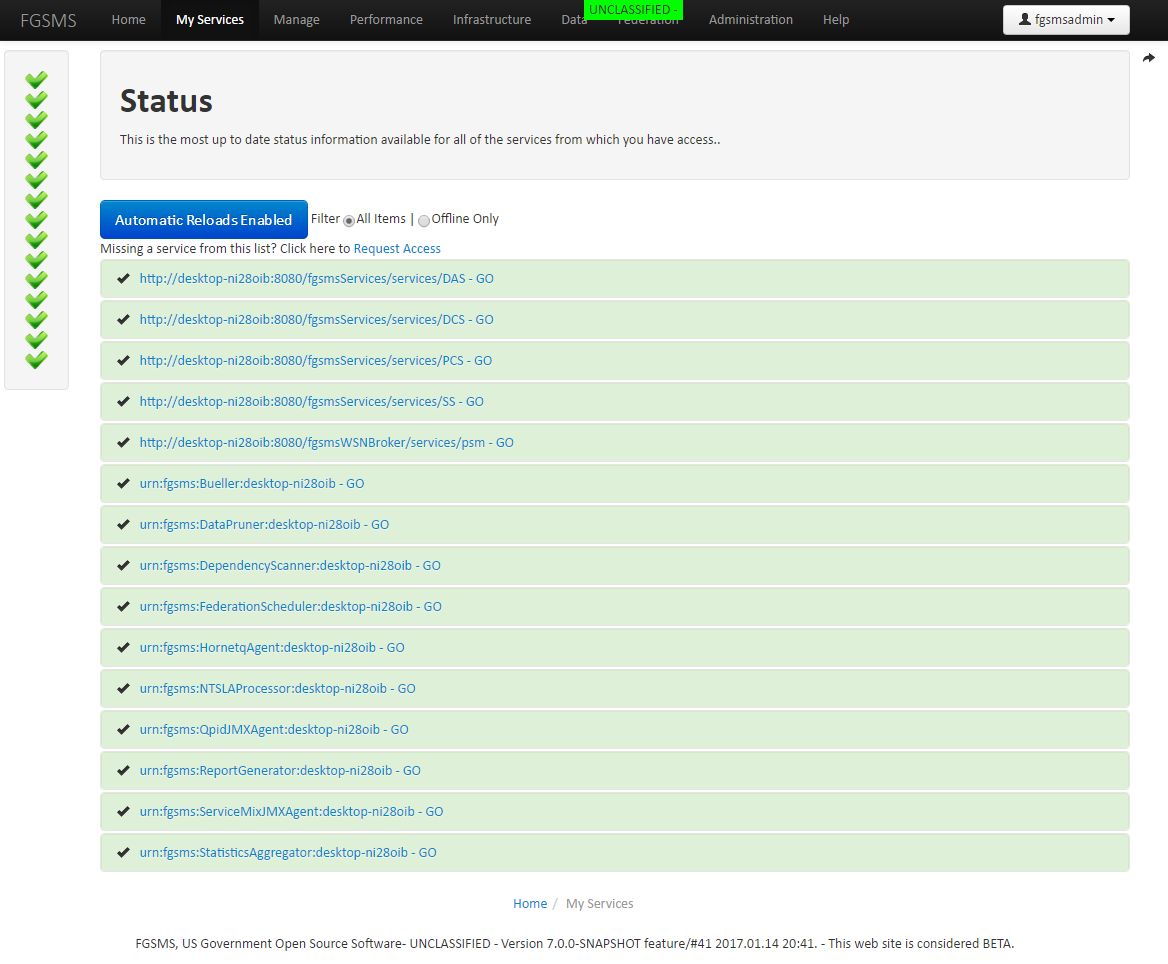 FGSMS Home My Services Manage Performance Infrastructure Data Federation Administration Help fgsmsadmin
UNCLASSIFIED -
Status
This is the most up to date status information available for all of the services from which you have access..
Automatic Reloads Enabled Filter All Items | Offline Only
Missing a service from this list? Click here to Request Access
http://desktop-ni28oib:8080/fgsmsServices/services/DAS - GO
http://desktop-ni28oib:8080/fgsmsServices/services/DCS - GO
http://desktop-ni28oib:8080/fgsmsServices/services/PCS - GO
http://desktop-ni28oib:8080/fgsmsServices/services/SS - GO
http://desktop-ni28oib:8080/fgsmsWSNBroker/services/psm - GO
urn:fgsms:Bueller:desktop-ni28oib - GO
urn:fgsms:DataPruner:desktop-ni28oib - GO
urn:fgsms:DependencyScanner:desktop-ni28oib - GO
urn:fgsms:FederationScheduler:desktop-ni28oib - GO
urn:fgsms:HornetqAgent:desktop-ni28oib - GO
urn:fgsms:NTSLAProcessor:desktop-ni28oib - GO
urn:fgsms:QpidJMXAgent:desktop-ni28oib - GO
urn:fgsms:ReportGenerator:desktop-ni28oib - GO
urn:fgsms:ServiceMixJMXAgent:desktop-ni28oib - GO
urn:fgsms:StatisticsAggregator:desktop-ni28oib - GO
Home / My Services
FGSMS, US Government Open Source Software- UNCLASSIFIED - Version 7.0.0-SNAPSHOT feature/#41 2017.01.14 20:41. - This web site is considered BETA.